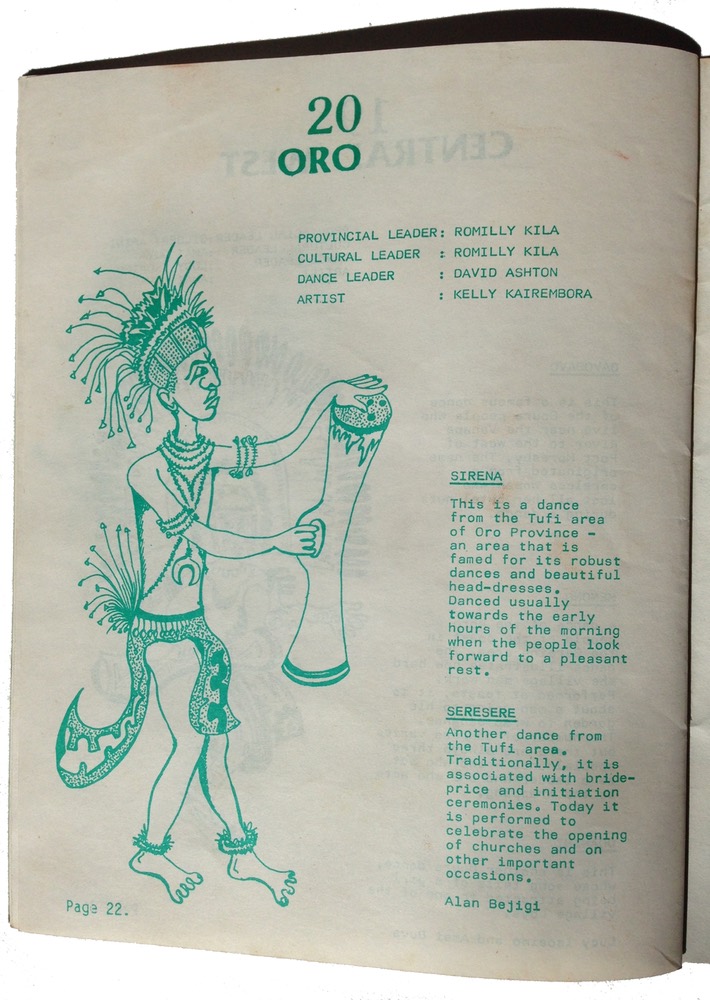 20
ORO
PROVINCIAL LEADER: ROMILLY KILA
CULTURAL LEADER : ROMILLY KILA
DANCE LEADER : DAVID ASHTON
ARTIST : KELLY KAIREMBORA
SIRENA
This is a dance
from the Tufi area
of Oro Province –
an area that is
famed for its robust
dances and beautiful
head-dresses.
Danced usually
towards the early
hours of the morning
when the people look
forward to a pleasant
rest.
SERESERE
Another dance from
the Tufi area.
Traditionally, it is
associated with bride-
price and initiation
ceremonies. Today it
is performed to
celebrate the opening
of churches and on
other important
occasions.
Alan Bejigi
Page 22.